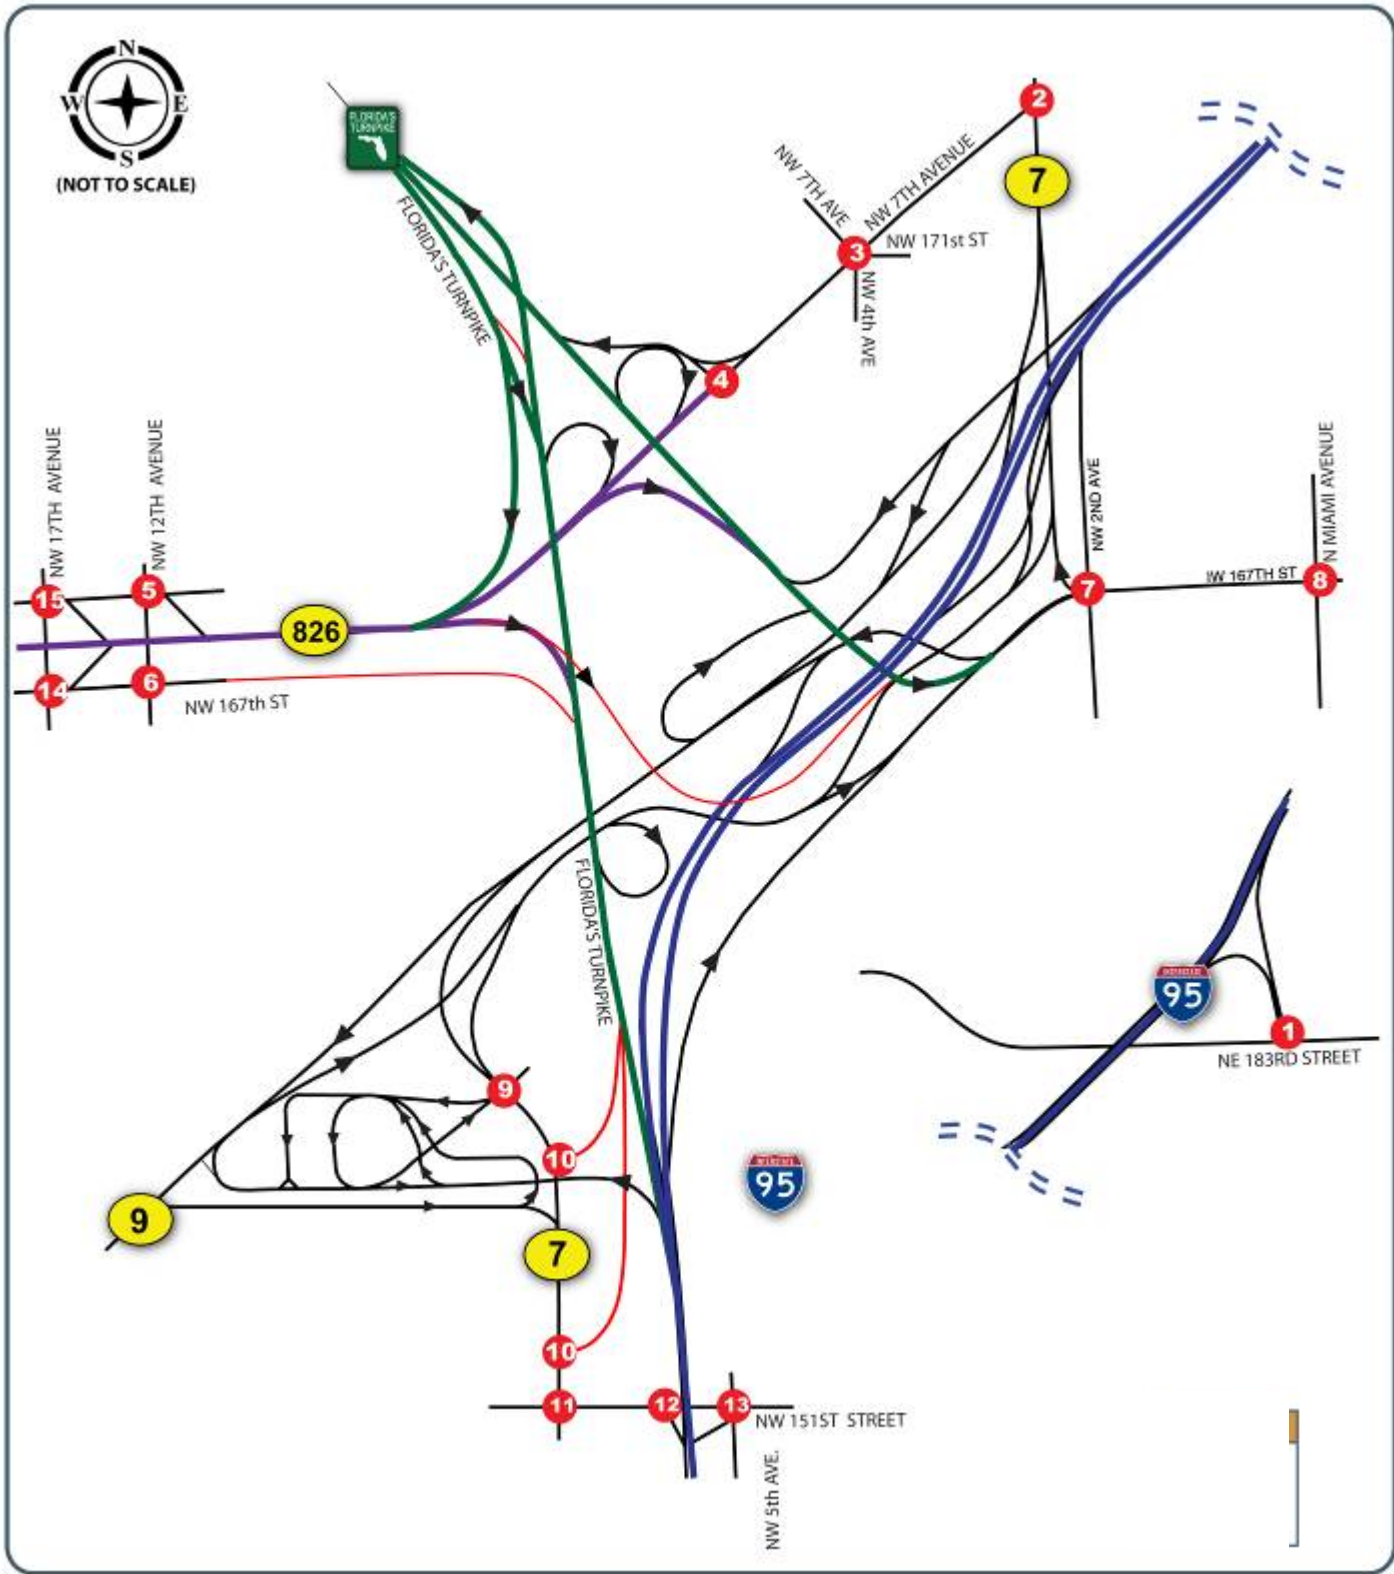 N
W E
S
(NOT TO SCALE)
FLORIDA'S
TURNPIKE
2
NW 7TH AVE
NW 7TH AVENUE
7
FLORIDA'S TURNPIKE
3
NW 171st ST
NW 4th AVE
4
NW 17TH AVENUE
NW 12TH AVENUE
NW 2ND AVE
N MIAMI AVENUE
15
5
826
7
IW 167TH ST
8
14
6
NW 167th ST
FLORIDA'S TURNPIKE
95
1
NE 183RD STREET
9
10
95
9
7
10
11
12
13
NW 151ST STREET
NW 5th AVE.